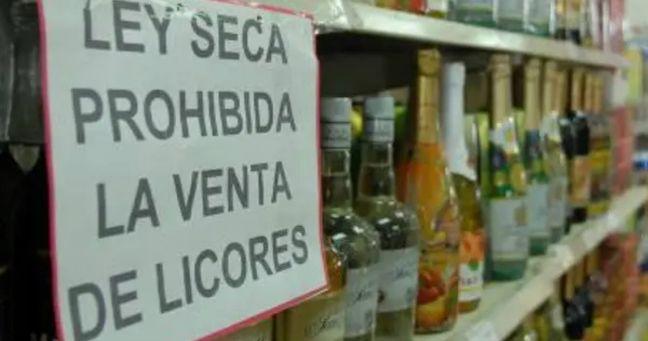 LEY SECA
PROHIBIDA
LA VENTA
DE LICORES